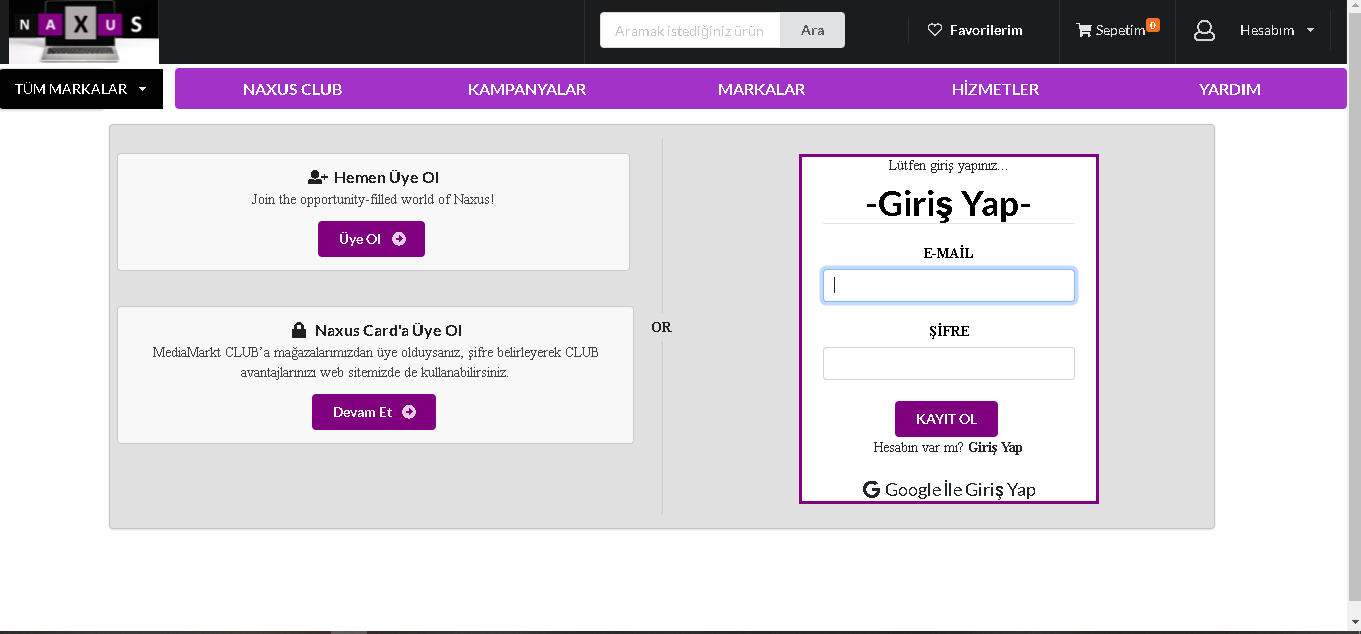 NAXUS
Aramak istediğiniz ürün
Ara
Favorilerim
Sepetim 0
Hesabım
TÜM MARKALAR
NAXUS CLUB
KAMPANYALAR
MARKALAR
HİZMETLER
YARDIM
Hemen Üye Ol
Join the opportunity-filled world of Naxus!
Üye Ol
Naxus Card'a Üye Ol
MediaMarkt CLUB’a mağazalarımızdan üye olduysanız, şifre belirleyerek CLUB
avantajlarınızı web sitemizde de kullanabilirsiniz.
Devam Et
OR
Lütfen giriş yapınız...
-Giriş Yap-
E-MAİL
ŞİFRE
KAYIT OL
Hesabın var mı? Giriş Yap
Google İle Giriş Yap